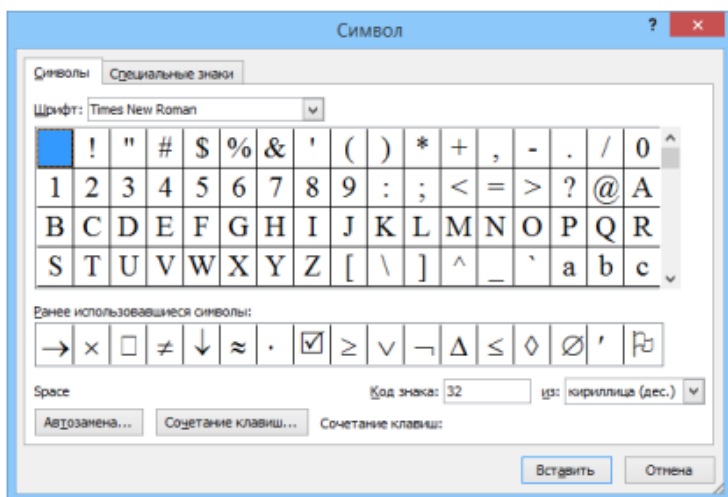 Символ
? ×
Символы Специальные знаки
Шрифт: Times New Roman
! " # $ % & ' ( ) * + , - . / 0
1 2 3 4 5 6 7 8 9 : ; < = > ? @ A
B C D E F G H I J K L M N O P Q R
S T U V W X Y Z [ \ ] ^ _ ` a b c
Ранее использовавшиеся символы:
→ × □ ≠ ↓ ≈ · ☑ ≥ ∨ ¬ Δ ≤ ◊ ∅ ′ 🏳
Space Код знака: 32 из: кириллица (дес.)
Автозамена... Сочетание клавиш... Сочетание клавиш:
Вставить Отмена